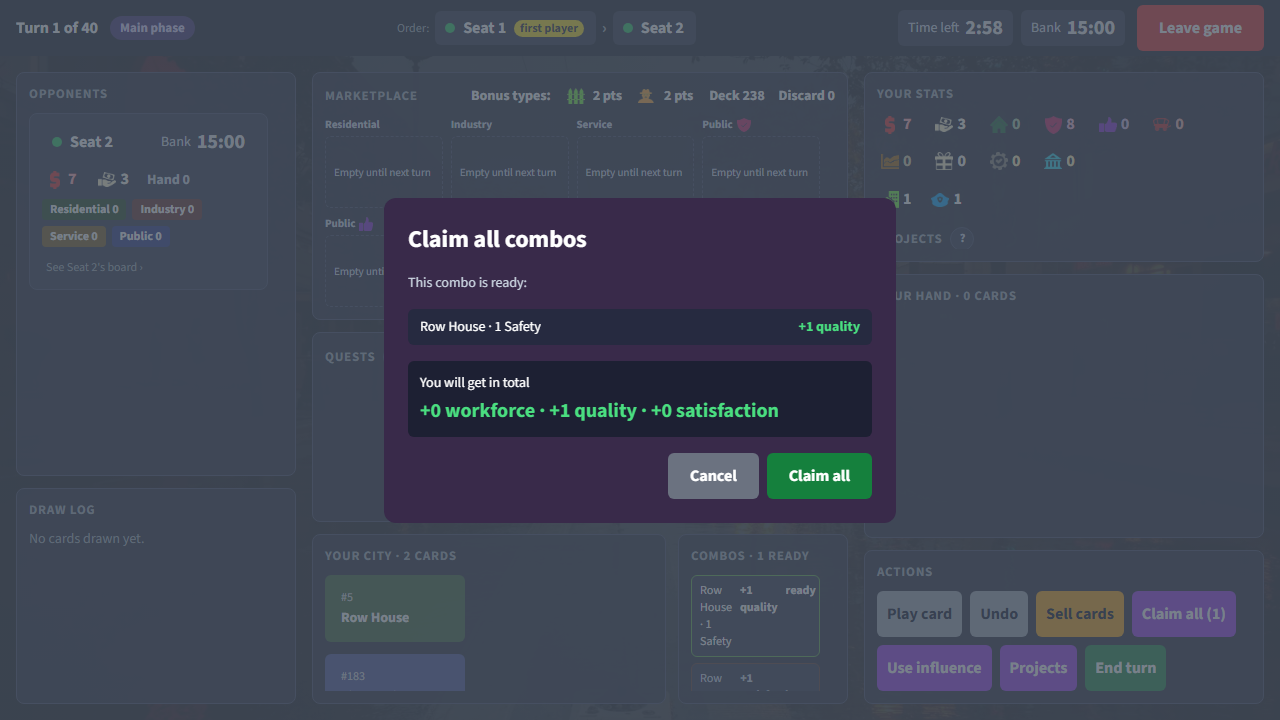 Turn 1 of 40 Main phase Order: Seat 1 first player › Seat 2 Time left 2:58 Bank 15:00 Leave game
OPPONENTS
Seat 2 Bank 15:00
7 3 Hand 0
Residential 0 Industry 0
Service 0 Public 0
See Seat 2's board ›
DRAW LOG
No cards drawn yet.
MARKETPLACE Bonus types: 2 pts 2 pts Deck 238 Discard 0
Residential Industry Service Public
Empty until next turn Empty until next turn Empty until next turn Empty until next turn
Public
Empty unti
QUESTS
Claim all combos
This combo is ready:
Row House · 1 Safety +1 quality
You will get in total
+0 workforce · +1 quality · +0 satisfaction
Cancel Claim all
YOUR CITY · 2 CARDS
#5
Row House
#183
COMBOS · 1 READY
Row +1 ready
House quality
· 1
Safety
Row +1
YOUR STATS
7 3 0 8 0 0
0 0 0 0
1 1
OJECTS ?
UR HAND · 0 CARDS
ACTIONS
Play card Undo Sell cards Claim all (1)
Use influence Projects End turn